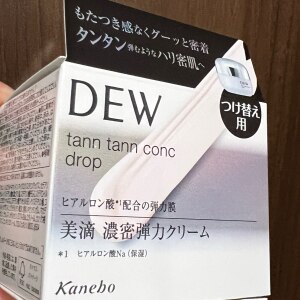 もたつき感なくグーッと密着
タンタン弾むようなハリ密肌へ
つけ替え
用
DEW
tann tann conc
drop
ヒアルロン酸*1配合の弾力膜
美滴 濃密弾力クリーム
*1 ヒアルロン酸Na(保湿)
Kanebo